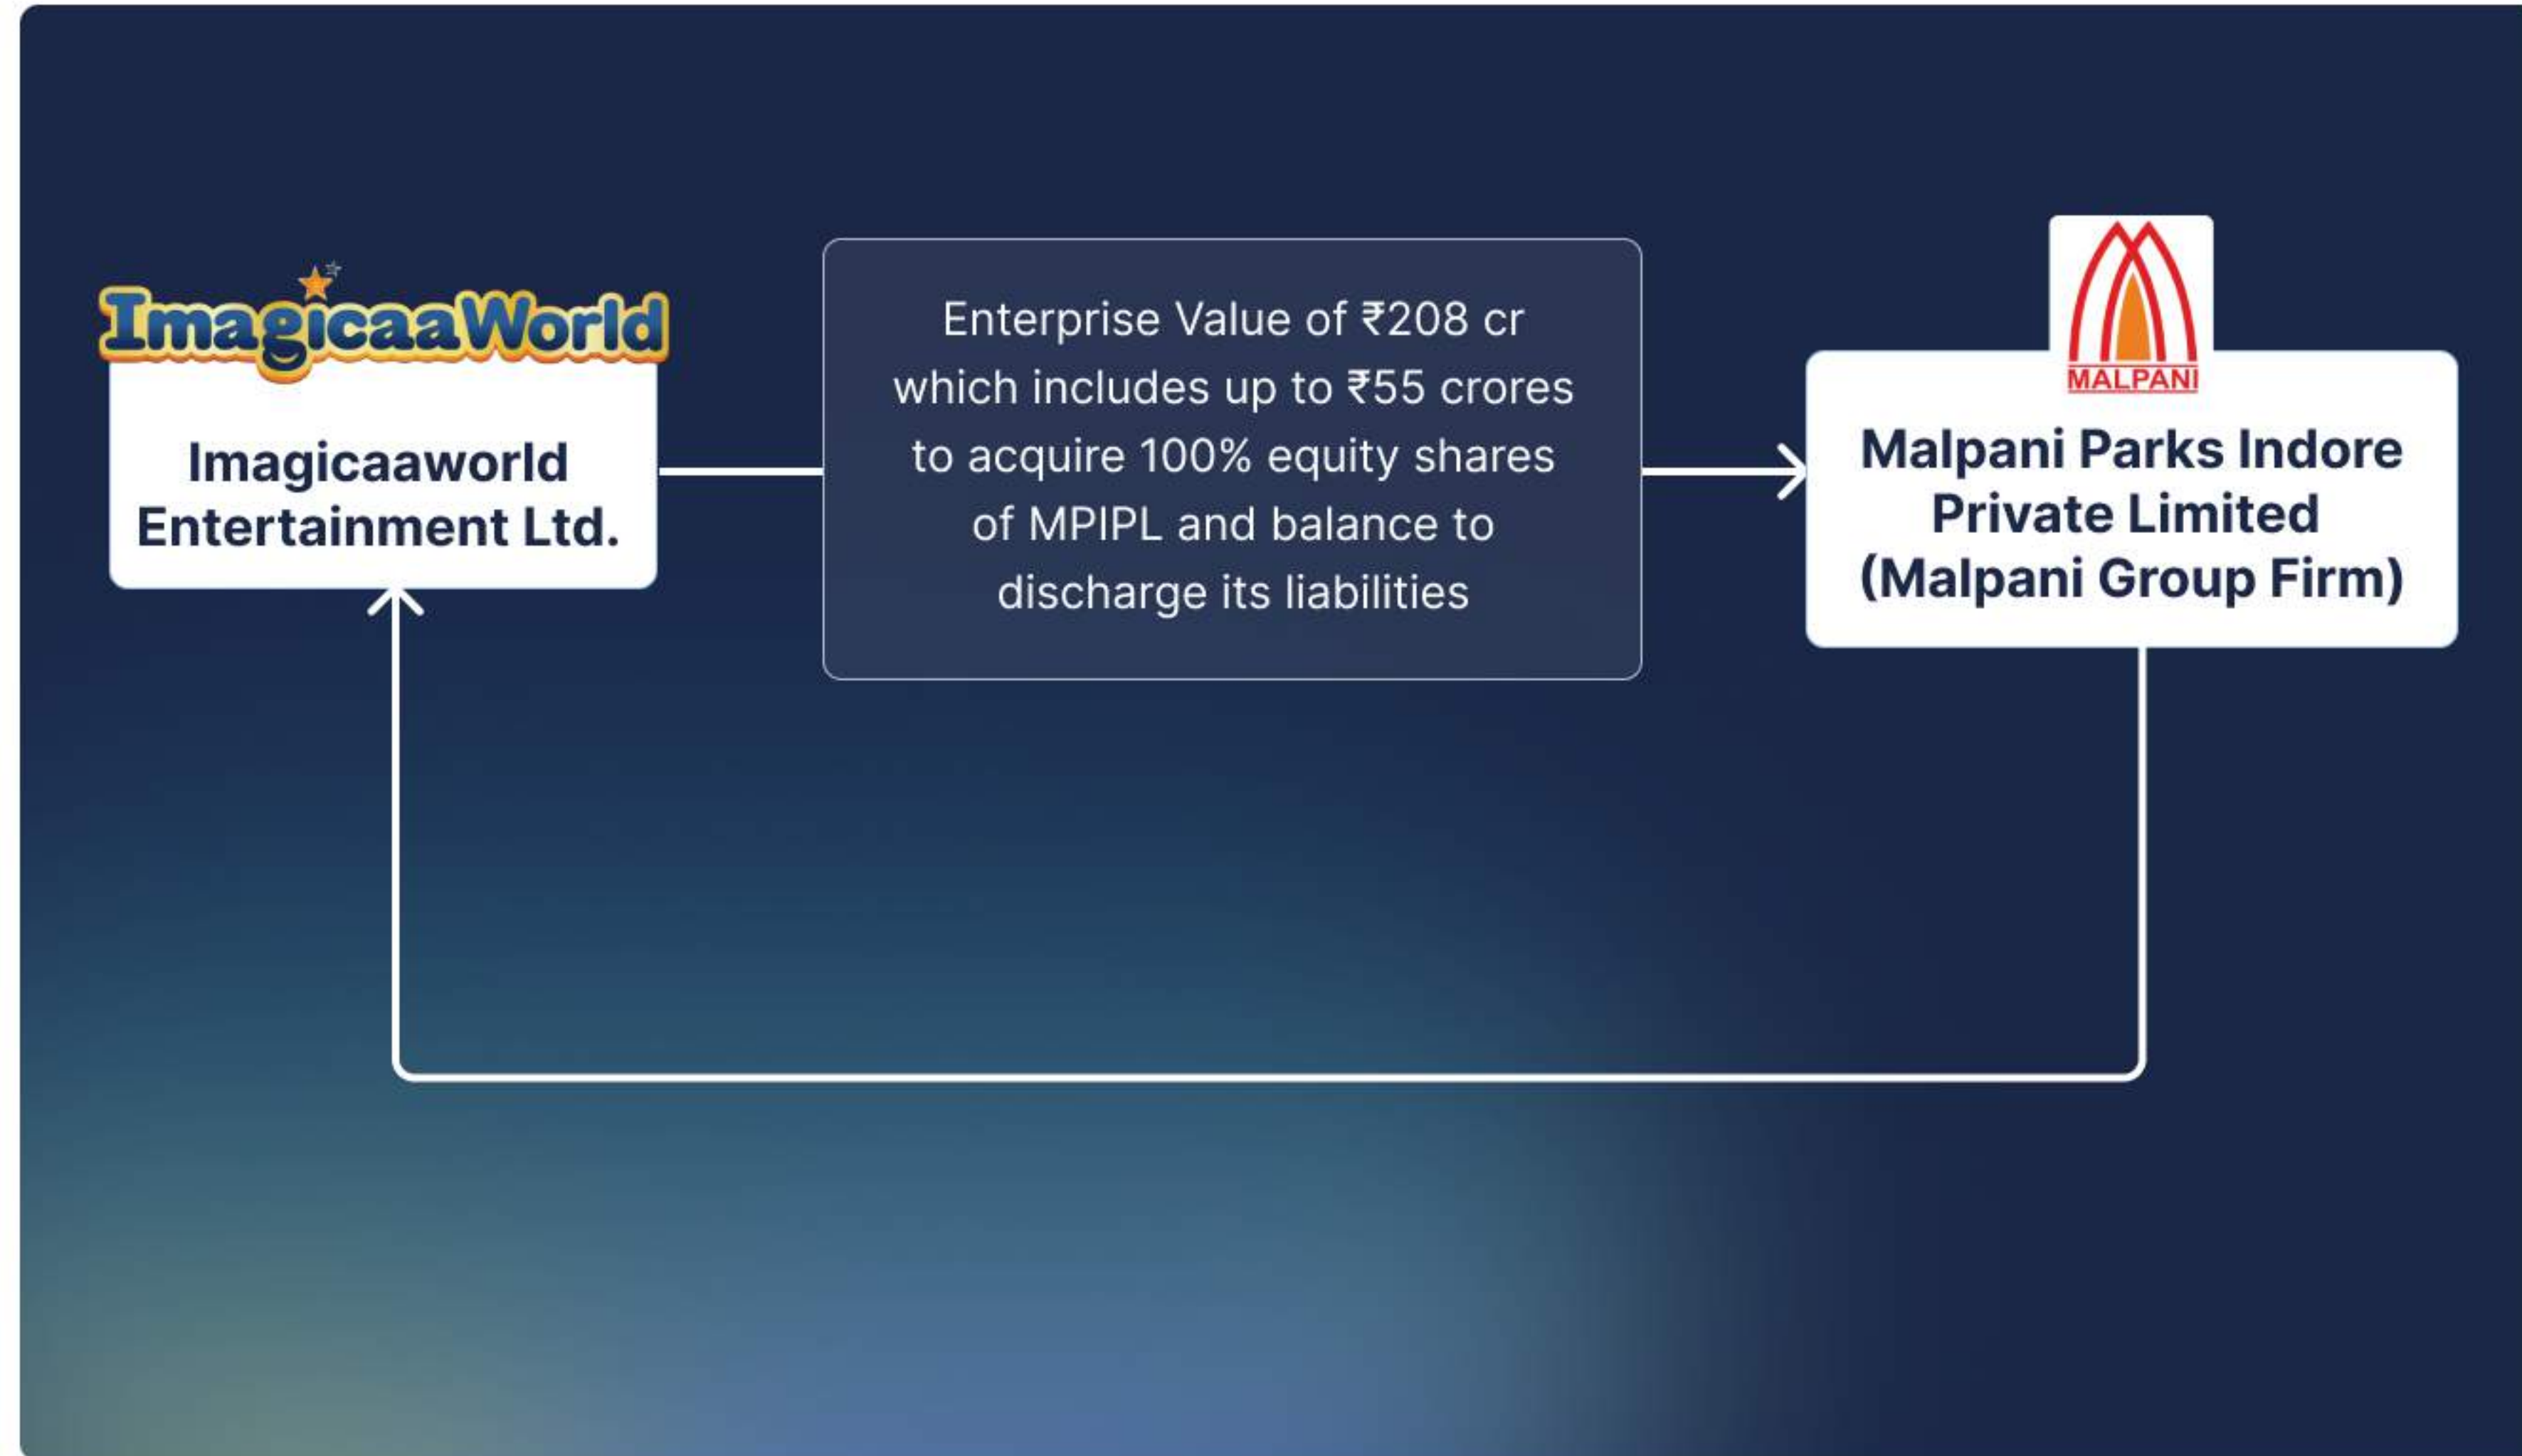 ImagicaaWorld
Imagicaaworld
Entertainment Ltd.
Enterprise Value of ₹208 cr
which includes up to ₹55 crores
to acquire 100% equity shares
of MPIPL and balance to
discharge its liabilities
MALPANI
Malpani Parks Indore
Private Limited
(Malpani Group Firm)